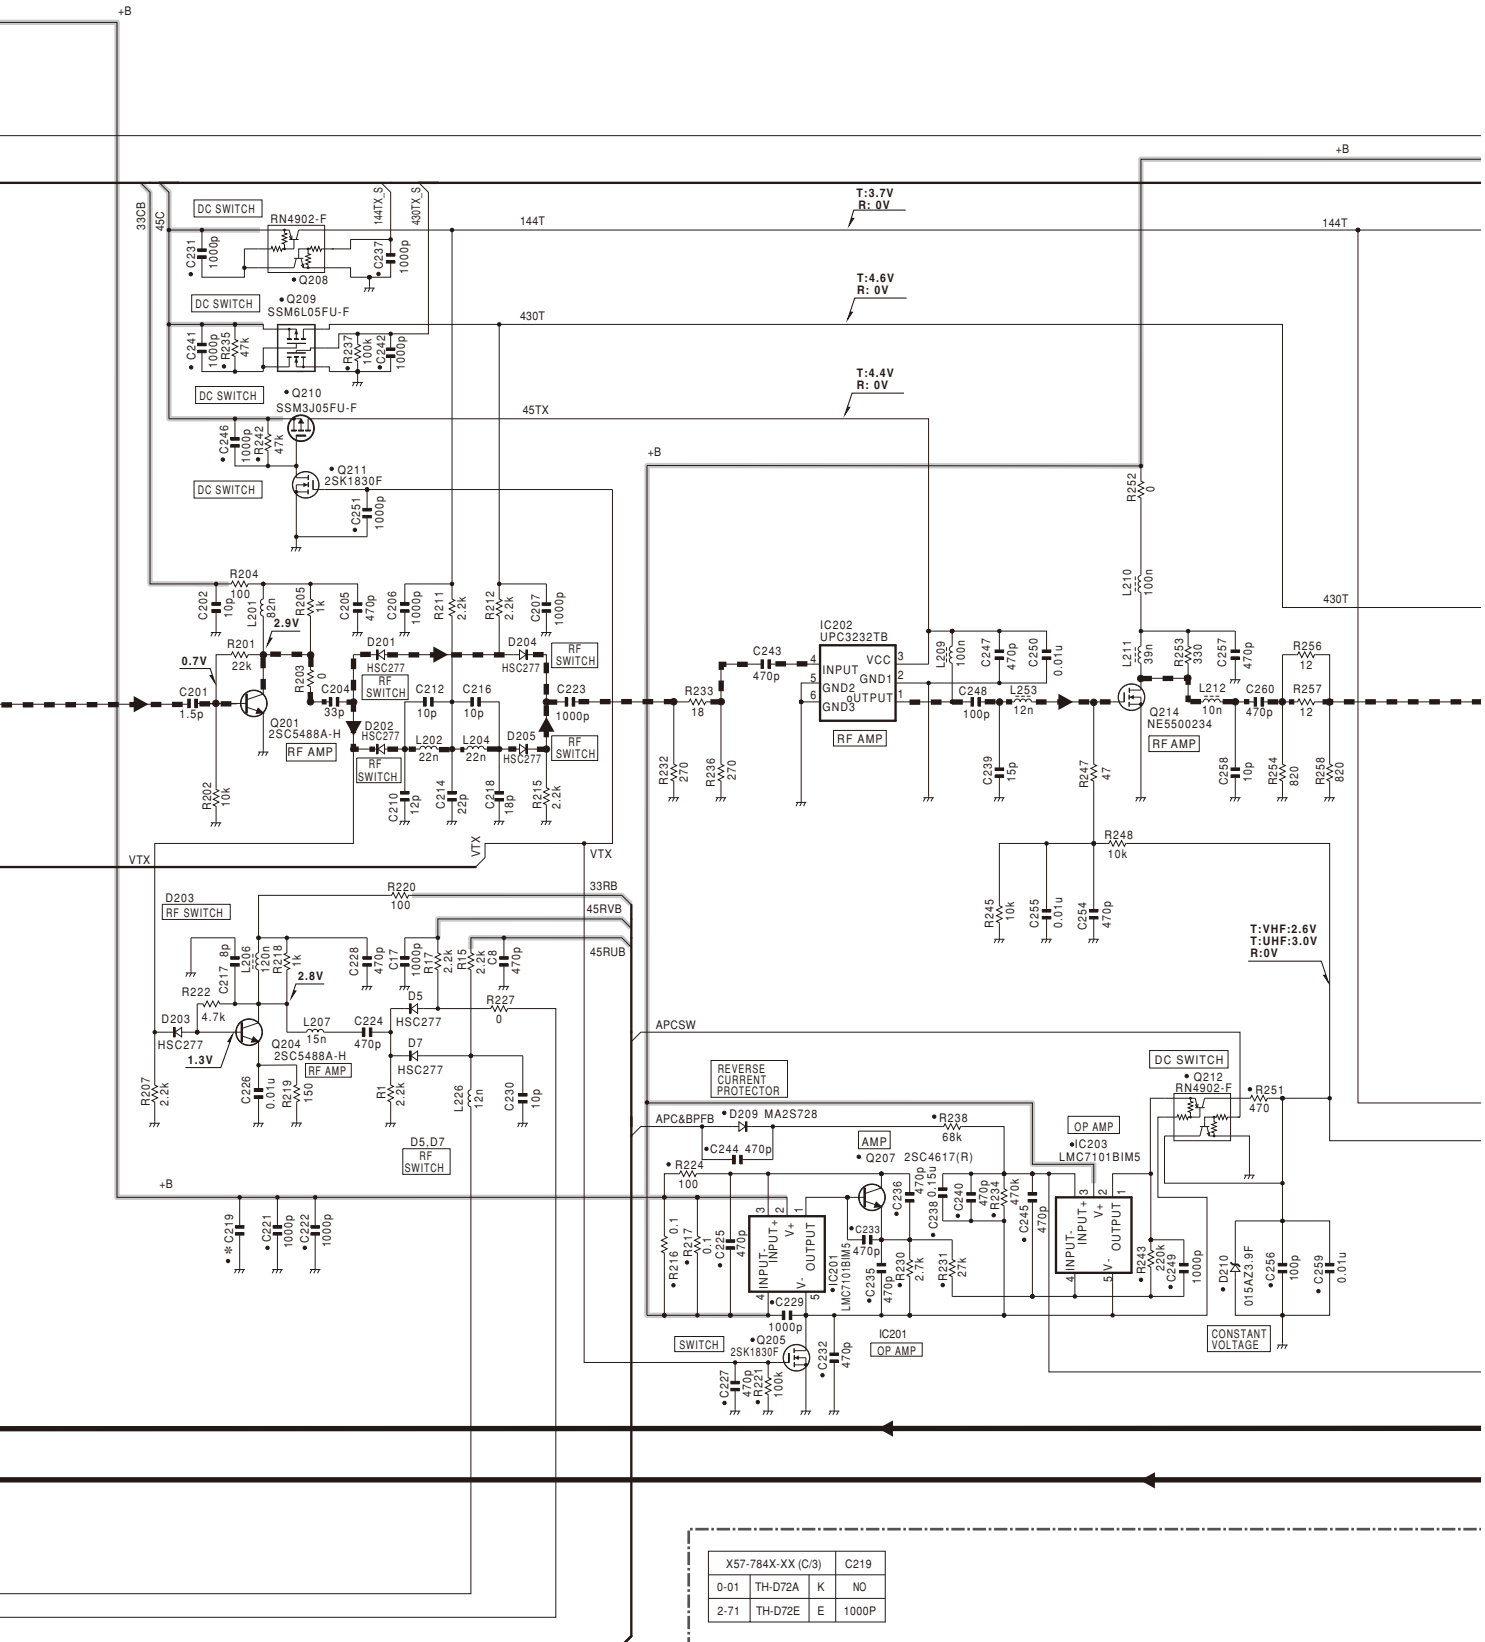 +B
+B
33CB
45C
DC SWITCH
RN4902-F
144TX_S
430TX_S
T:3.7V
R: 0V
144T
144T
C231
1000p
C237
1000p
Q208
T:4.6V
R: 0V
DC SWITCH
Q209
SSM6L05FU-F
430T
C241
1000p
R235
47k
R237
100k
C242
1000p
DC SWITCH
Q210
SSM3J05FU-F
T:4.4V
R: 0V
45TX
C246
1000p
R242
47k
+B
Q211
2SK1830F
DC SWITCH
C251
1000p
R252
0
R204
100
C202
10p
L201
82n
R205
1k
C205
470p
C206
1000p
R211
2.2k
R212
2.2k
C207
1000p
L210
100n
430T
2.9V
R201
22k
0.7V
R203
0
D201
HSC277
RF
SWITCH
D204
HSC277
RF
SWITCH
C201
1.5p
C204
33p
C212
10p
C216
10p
C223
1000p
Q201
2SC5488A-H
RF AMP
D202
HSC277
RF
SWITCH
L202
22n
L204
22n
D205
HSC277
RF
SWITCH
R202
10k
C210
12p
C214
22p
C218
18p
R215
2.2k
IC202
UPC3232TB
C243
470p
4
INPUT
5
GND2
6
GND3
VCC
3
GND1
2
OUTPUT
1
RF AMP
R233
18
R232
270
R236
270
L209
100n
C247
470p
C250
0.01u
C248
100p
L253
12n
C239
15p
L211
39n
R253
330
C257
470p
R256
12
Q214
NE5500234
RF AMP
L212
10n
C260
470p
R257
12
R247
47
C258
10p
R254
820
R258
820
VTX
VTX
VTX
R248
10k
R245
10k
C255
0.01u
C254
470p
R220
100
33RB
45RVB
45RUB
D203
RF SWITCH
T:VHF:2.6V
T:UHF:3.0V
R:0V
C217
8p
L206
120n
R218
1k
C228
470p
C17
1000p
R17
2.2k
R15
2.2k
C8
470p
2.8V
R222
4.7k
D5
HSC277
R227
0
D203
HSC277
1.3V
Q204
2SC5488A-H
RF AMP
L207
15n
C224
470p
D7
HSC277
APCSW
R207
2.2k
C226
0.01u
R219
150
R1
2.2k
L226
12n
C230
10p
D5,D7
RF
SWITCH
REVERSE
CURRENT
PROTECTOR
DC SWITCH
Q212
RN4902-F
R251
470
APC&BPFB
D209 MA2S728
R238
68k
OP AMP
IC203
LMC7101BIM5
C244 470p
AMP
Q207
2SC4617(R)
R224
100
+B
C219
C221
1000p
C222
1000p
R216
0.1
R217
0.1
C225
470p
3
2
1
INPUT+
V+
OUTPUT
INPUT-
V-
4
5
IC201
LMC7101BIM5
C233
470p
C236
470p
C238
0.15u
C240
470p
R234
470k
C245
470p
C235
470p
R230
2.7k
R231
27k
3
2
1
INPUT+
V+
OUTPUT
INPUT-
V-
4
5
R243
220k
C249
1000p
D210
015AZ3.9F
C256
100p
C259
0.01u
C229
1000p
SWITCH
Q205
2SK1830F
C232
470p
IC201
OP AMP
CONSTANT
VOLTAGE
C227
470p
R221
100k
X57-784X-XX (C/3) C219
0-01 TH-D72A K NO
2-71 TH-D72E E 1000P